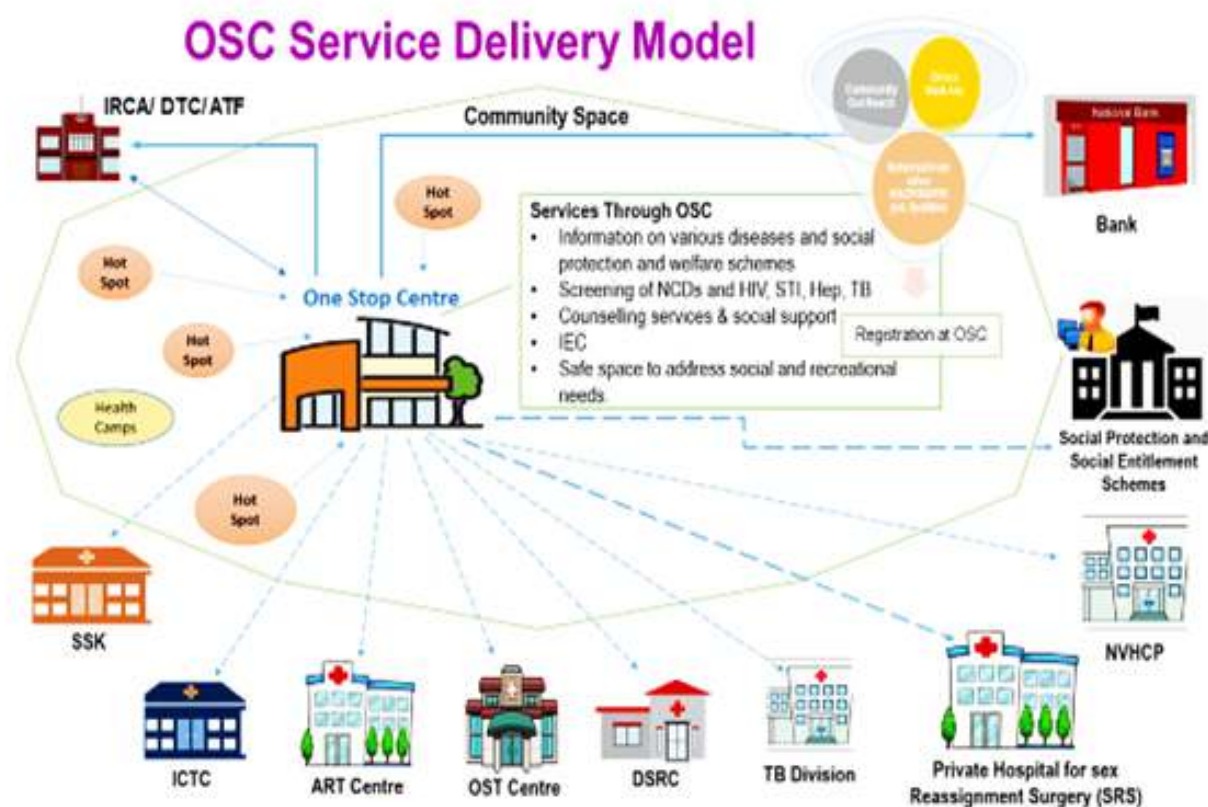 OSC Service Delivery Model
IRCA/ DTC/ ATF
Community Space
Community
National Bank
Bank
Hot
Spot
Hot
Spot
Hot
Spot
One Stop Centre
Services Through OSC
• Information on various diseases and social
protection and welfare schemes
• Screening of NCDs and HIV, STI, Hep, TB
• Counselling services & social support
• IEC
• Safe space to address social and recreational
needs
Registration at OSC
Health
Camps
Hot
Spot
Social Protection and
Social Entitlement
Schemes
SSK
NVHCP
ICTC
ART Centre
OST Centre
DSRC
TB Division
Private Hospital for sex
Reassignment Surgery (SRS)